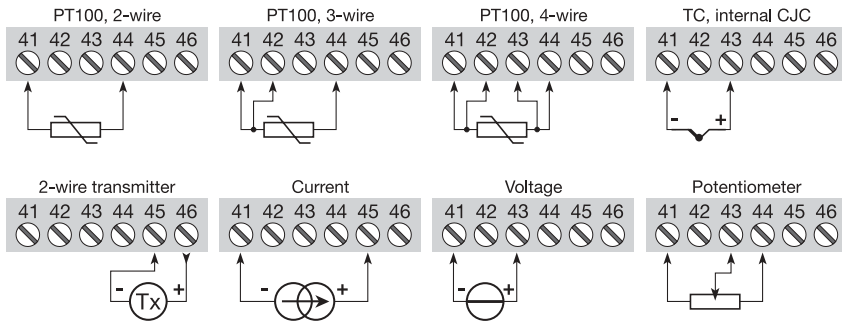 PT100, 2-wire PT100, 3-wire PT100, 4-wire TC, internal CJC
41 42 43 44 45 46 41 42 43 44 45 46 41 42 43 44 45 46 41 42 43 44 45 46
- +
2-wire transmitter Current Voltage Potentiometer
41 42 43 44 45 46 41 42 43 44 45 46 41 42 43 44 45 46 41 42 43 44 45 46
- Tx + - + - +